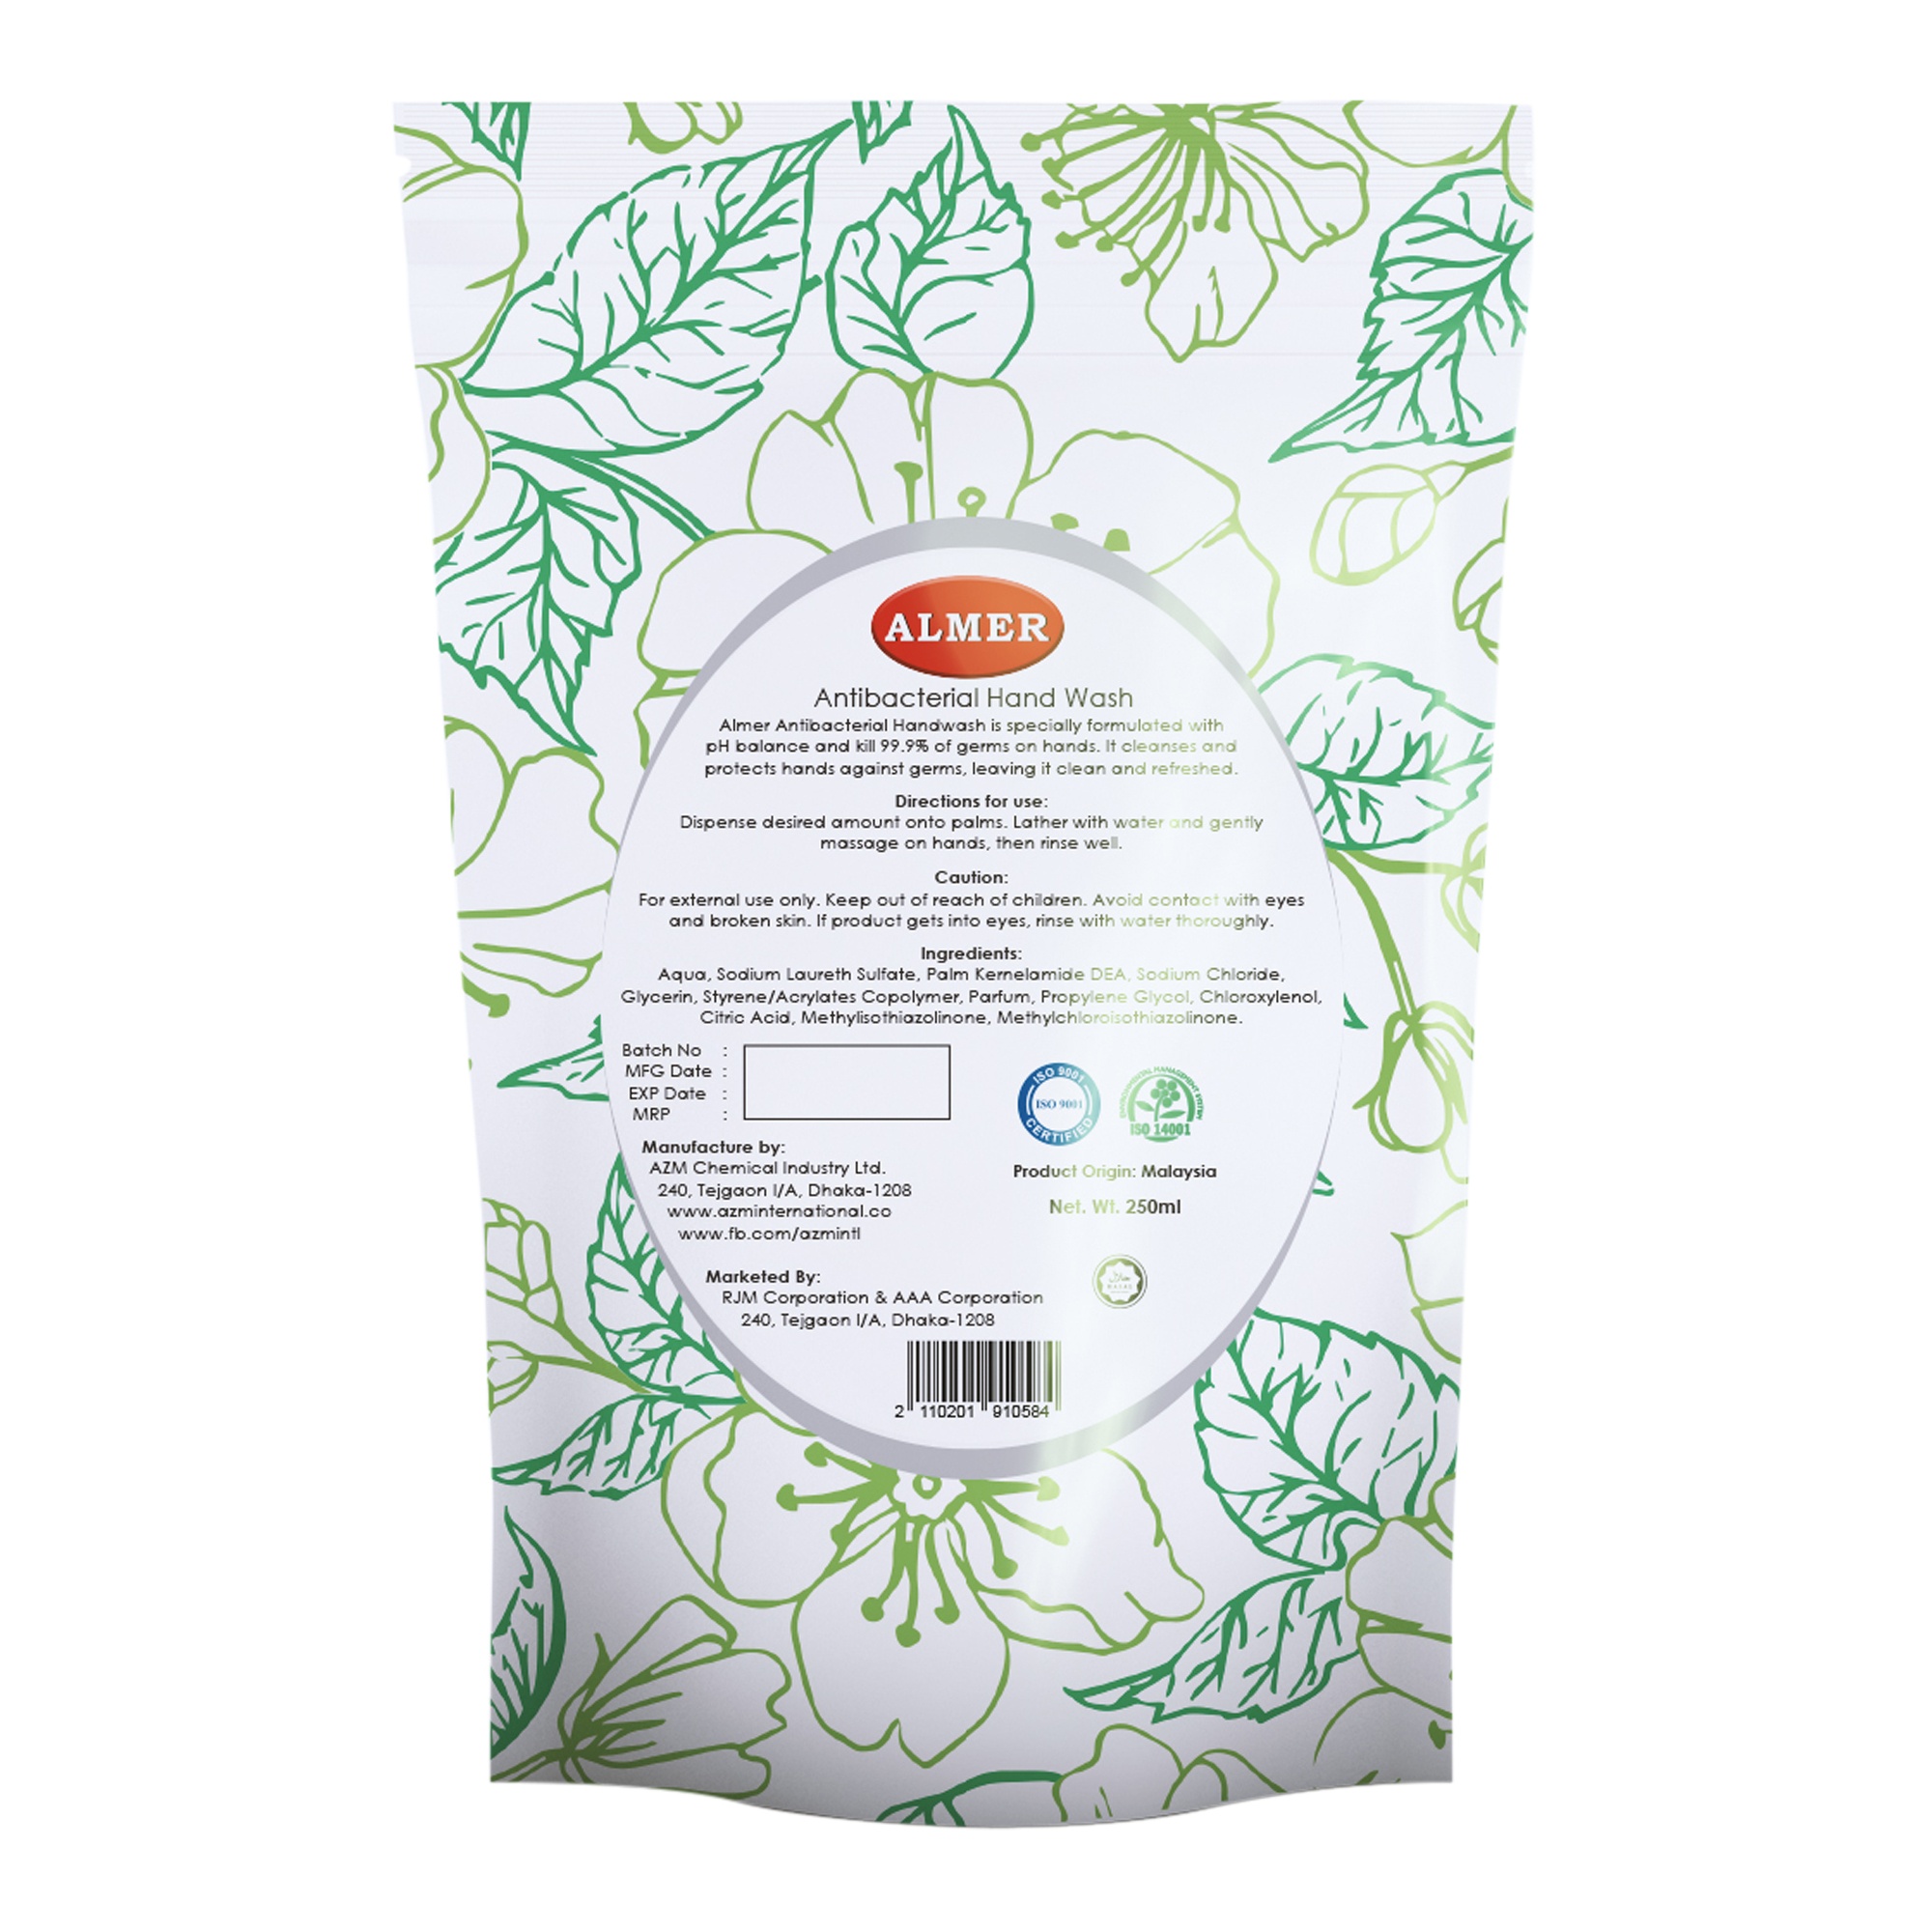 ALMER
Antibacterial Hand Wash
Almer Antibacterial Handwash is specially formulated with
pH balance and kill 99.9% of germs on hands. It cleanses and
protects hands against germs, leaving it clean and refreshed.
Directions for use:
Dispense desired amount onto palms. Lather with water and gently
massage on hands, then rinse well.
Caution:
For external use only. Keep out of reach of children. Avoid contact with eyes
and broken skin. If product gets into eyes, rinse with water thoroughly.
Ingredients:
Aqua, Sodium Laureth Sulfate, Palm Kernelamide DEA, Sodium Chloride,
Glycerin, Styrene/Acrylates Copolymer, Parfum, Propylene Glycol, Chloroxylenol,
Citric Acid, Methylisothiazolinone, Methylchloroisothiazolinone.
Batch No :
MFG Date :
EXP Date :
MRP :
ISO 9001
ISO 9001
CERTIFIED
ENVIRONMENTAL MANAGEMENT SYSTEM
ISO 14001
Manufacture by:
AZM Chemical Industry Ltd.
240, Tejgaon I/A, Dhaka-1208
www.azminternational.co
www.fb.com/azmintl
Product Origin: Malaysia
Net. Wt. 250ml
Marketed By:
RJM Corporation & AAA Corporation
240, Tejgaon I/A, Dhaka-1208
2 110201 910584